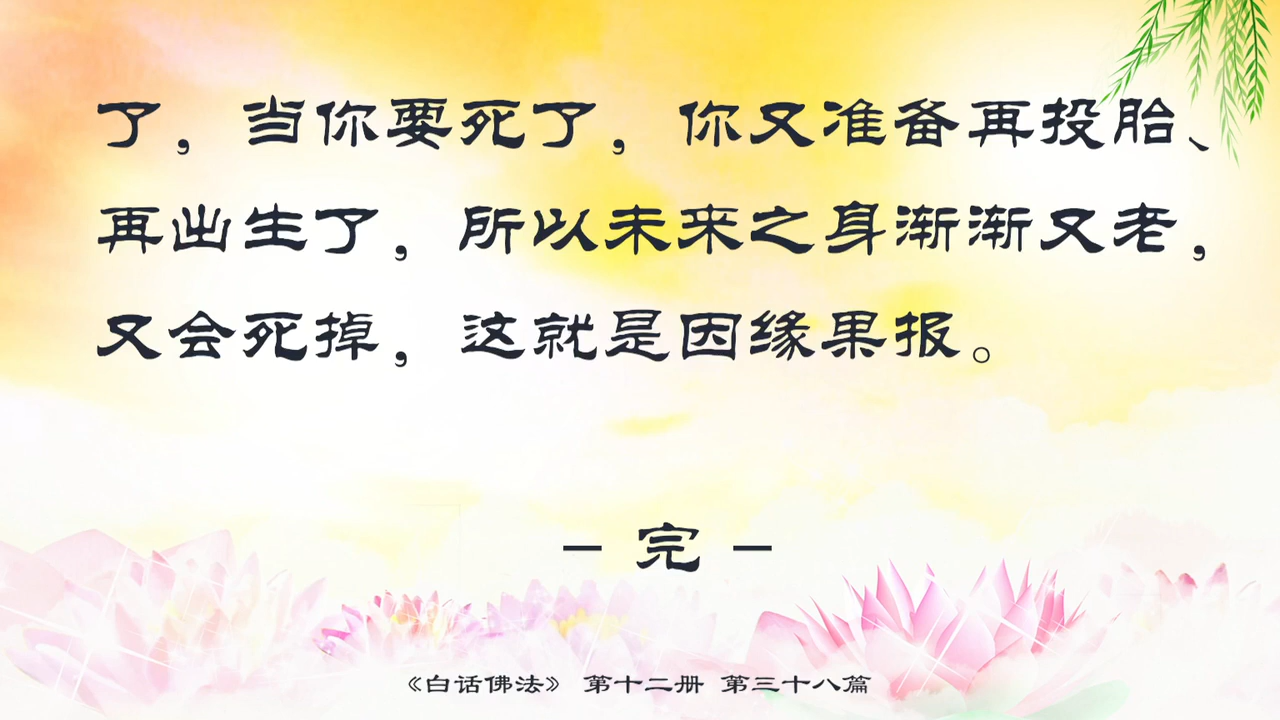 了，当你要死了，你又准备再投胎、
再出生了，所以未来之身渐渐又老，
又会死掉，这就是因缘果报。
－ 完 －
《白话佛法》 第十二册 第三十八篇